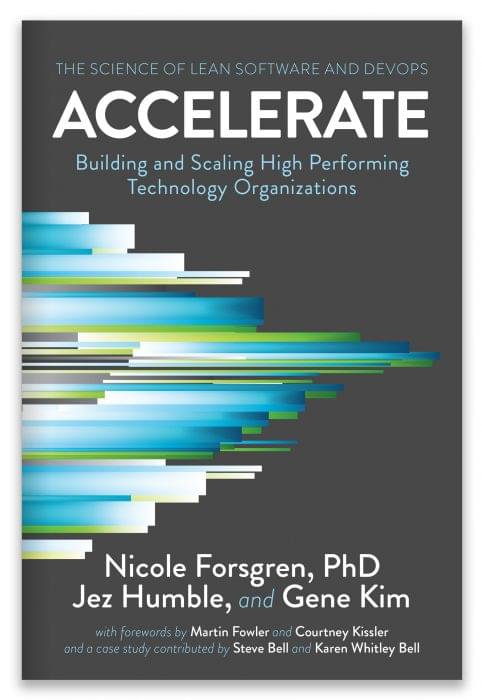 THE SCIENCE OF LEAN SOFTWARE AND DEVOPS
ACCELERATE
Building and Scaling High Performing
Technology Organizations
Nicole Forsgren, PhD
Jez Humble, and Gene Kim
with forewords by Martin Fowler and Courtney Kissler
and a case study contributed by Steve Bell and Karen Whitley Bell